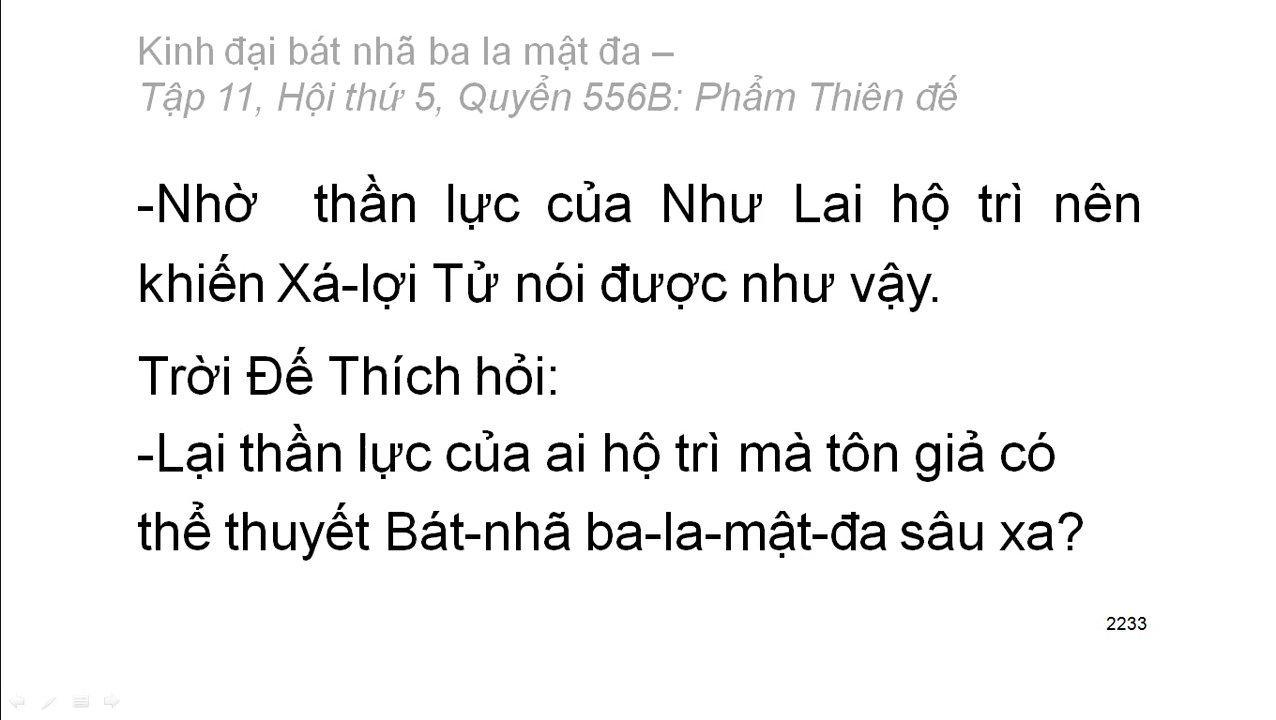 Kinh đại bát nhã ba la mật đa –
Tập 11, Hội thứ 5, Quyển 556B: Phẩm Thiên đế
-Nhờ thần lực của Như Lai hộ trì nên
khiến Xá-lợi Tử nói được như vậy.
Trời Đế Thích hỏi:
-Lại thần lực của ai hộ trì mà tôn giả có
thể thuyết Bát-nhã ba-la-mật-đa sâu xa?
2233